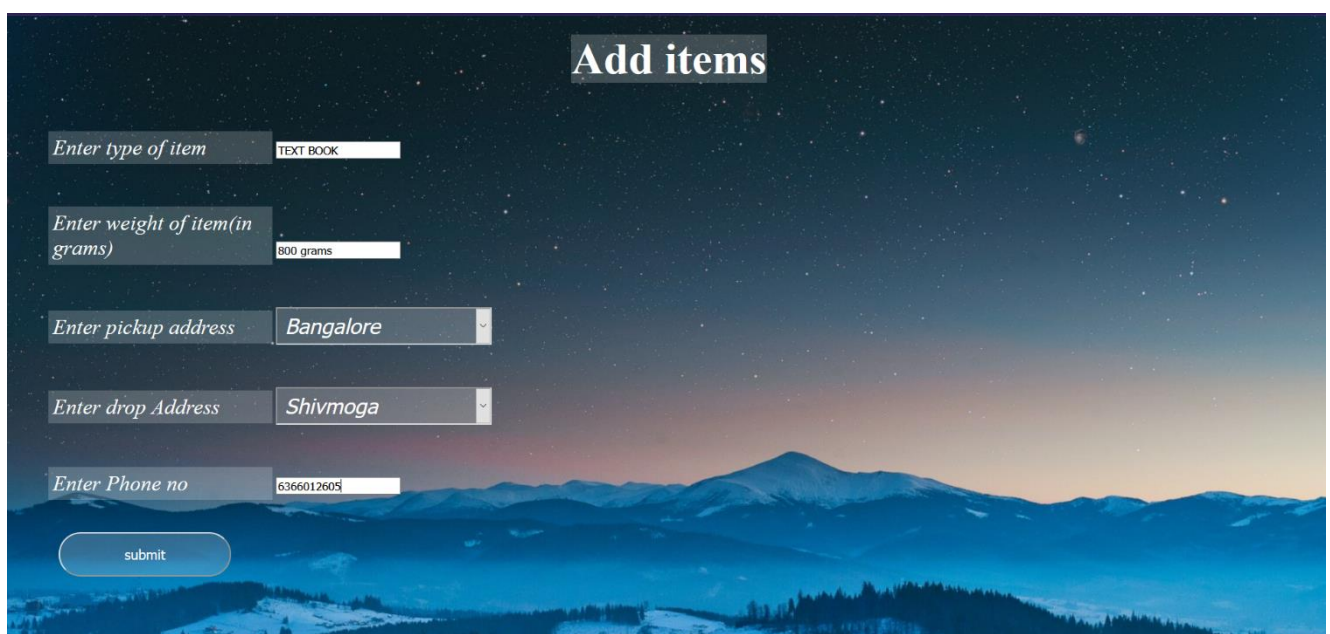 Add items
Enter type of item
TEXT BOOK
Enter weight of item(in
grams)
800 grams
Enter pickup address
Bangalore
Enter drop Address
Shivmoga
Enter Phone no
6366012605
submit